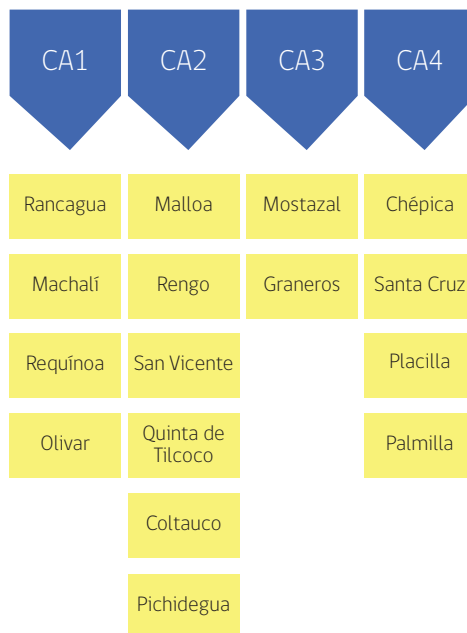 CA1
CA2
CA3
CA4
Rancagua
Malloa
Mostazal
Chépica
Machalí
Rengo
Graneros
Santa Cruz
Requínoa
San Vicente
Placilla
Olivar
Quinta de
Tilcoco
Palmilla
Coltauco
Pichidegua